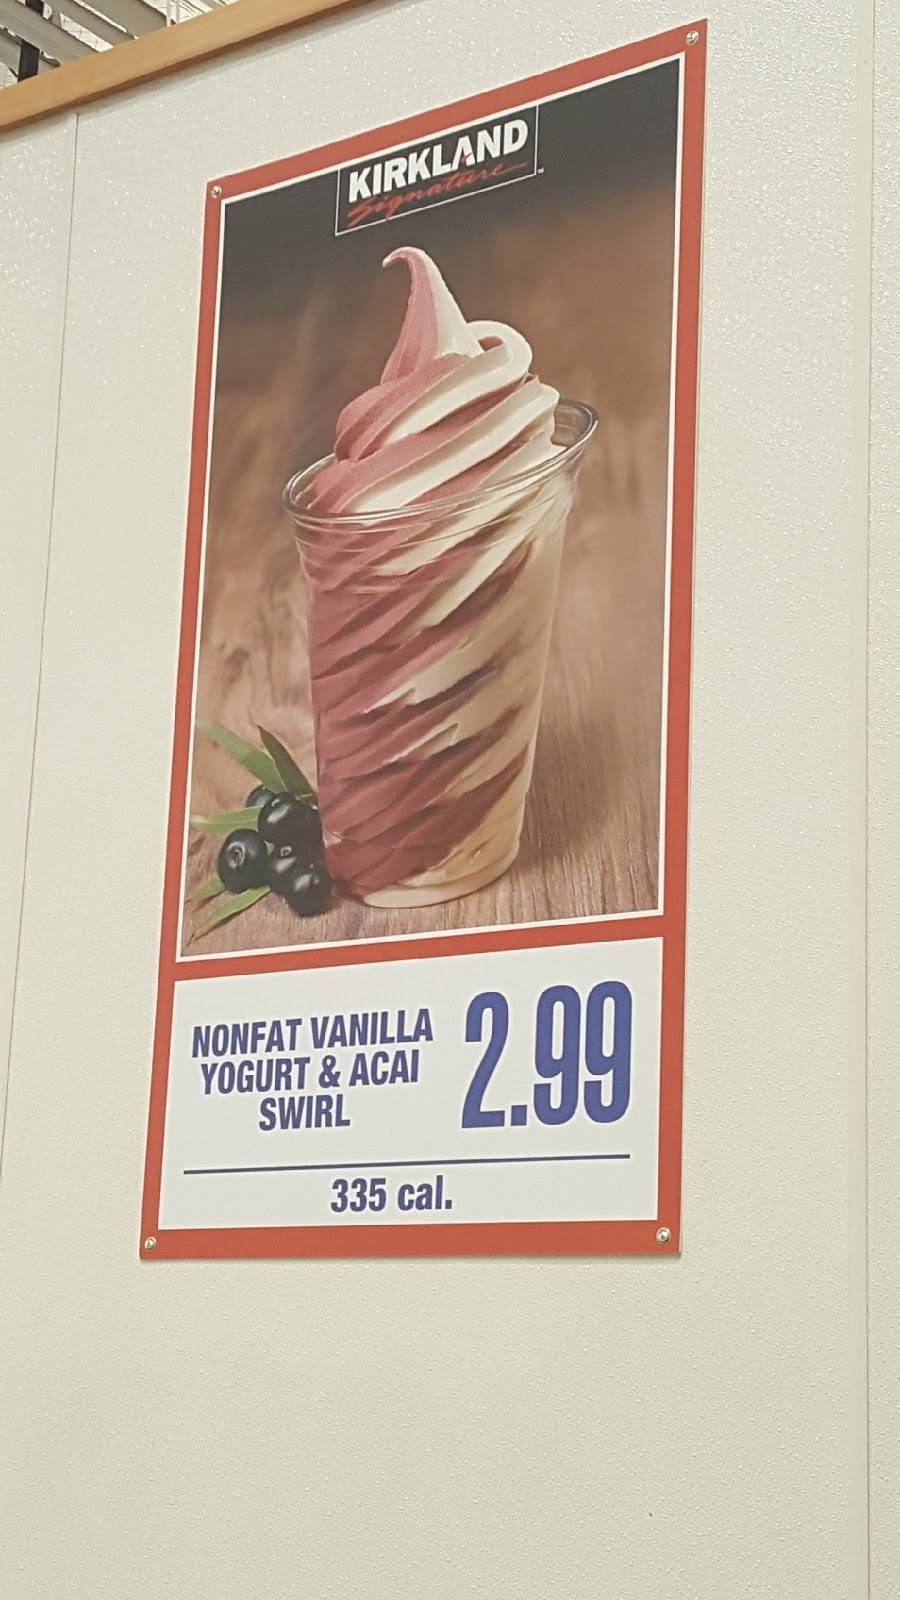 KIRKLAND
Signature
NONFAT VANILLA
YOGURT & ACAI
SWIRL
2.99
335 cal.